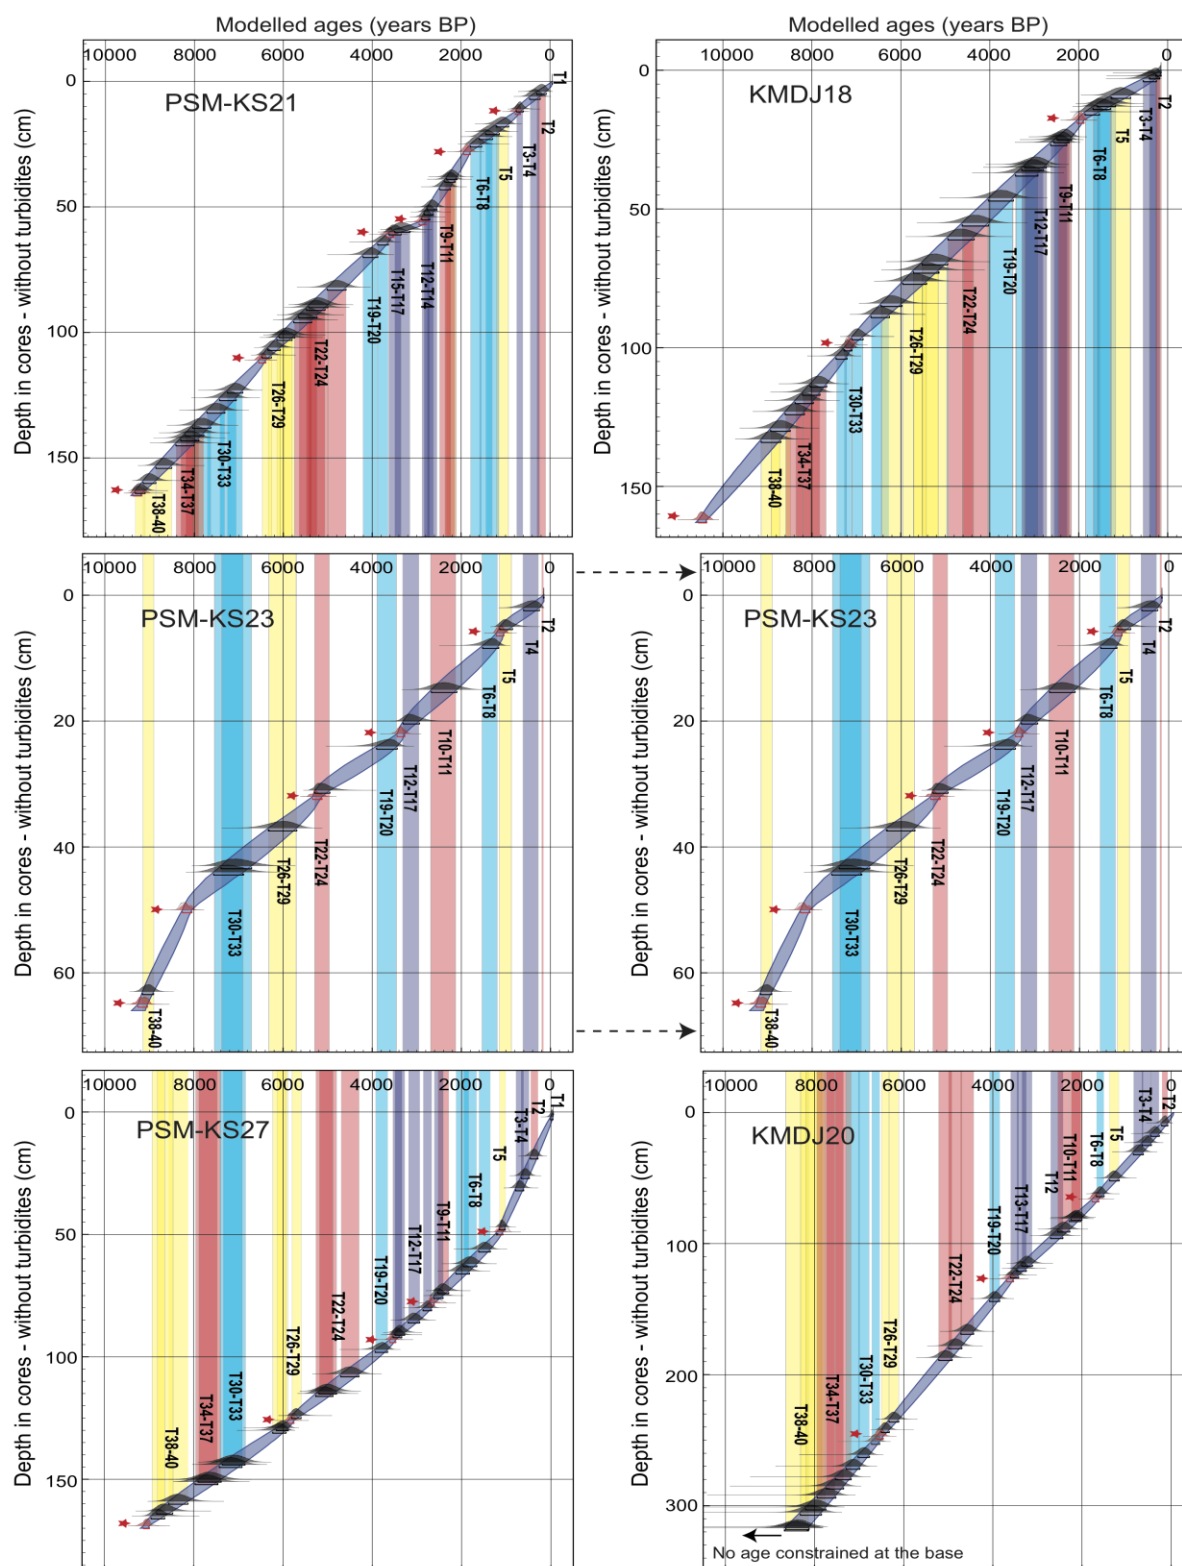 Modelled ages (years BP)
Modelled ages (years BP)
10000 8000 6000 4000 2000 0
PSM-KS21
Depth in cores - without turbidites (cm)
0
50
100
150
T1
T2
T3-T4
T5
T6-T8
T9-T11
T12-T14
T15-T17
T19-T20
T22-T24
T26-T29
T30-T33
T34-T37
T38-40
10000 8000 6000 4000 2000 0
KMDJ18
Depth in cores - without turbidites (cm)
0
50
100
150
T2
T3-T4
T5
T6-T8
T9-T11
T12-T17
T19-T20
T22-T24
T26-T29
T30-T33
T34-T37
T38-40
10000 8000 6000 4000 2000 0
PSM-KS23
Depth in cores - without turbidites (cm)
0
20
40
60
T2
T4
T5
T6-T8
T10-T11
T12-T17
T19-T20
T22-T24
T26-T29
T30-T33
T38-40
10000 8000 6000 4000 2000 0
PSM-KS23
Depth in cores - without turbidites (cm)
0
20
40
60
T2
T4
T5
T6-T8
T10-T11
T12-T17
T19-T20
T22-T24
T26-T29
T30-T33
T38-40
10000 8000 6000 4000 2000 0
PSM-KS27
Depth in cores - without turbidites (cm)
0
50
100
150
T1
T2
T3-T4
T5
T6-T8
T9-T11
T12-T17
T19-T20
T22-T24
T26-T29
T30-T33
T34-T37
T38-40
10000 8000 6000 4000 2000 0
KMDJ20
Depth in cores - without turbidites (cm)
0
100
200
300
T2
T3-T4
T5
T6-T8
T10-T11
T12
T13-T17
T19-T20
T22-T24
T26-T29
T30-T33
T34-T37
T38-40
No age constrained at the base